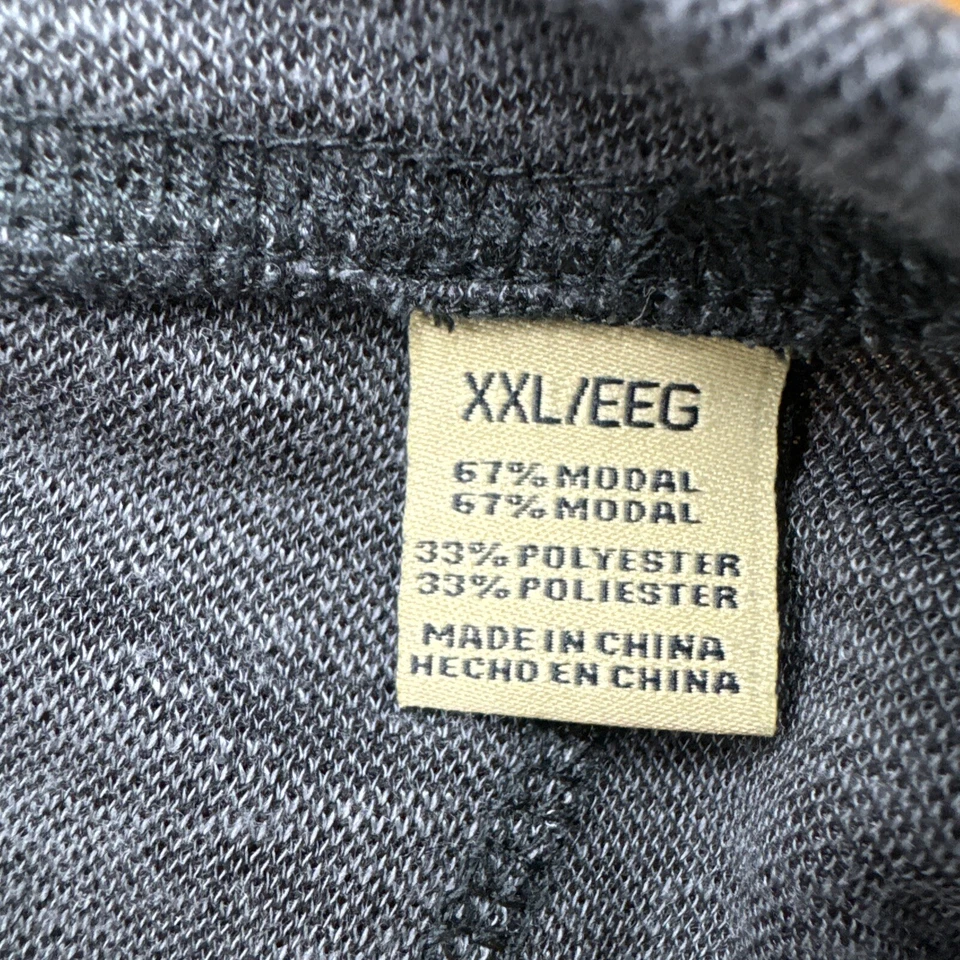 XXL/EEG
67% MODAL
67% MODAL
33% POLYESTER
33% POLIESTER
MADE IN CHINA
HECHO EN CHINA